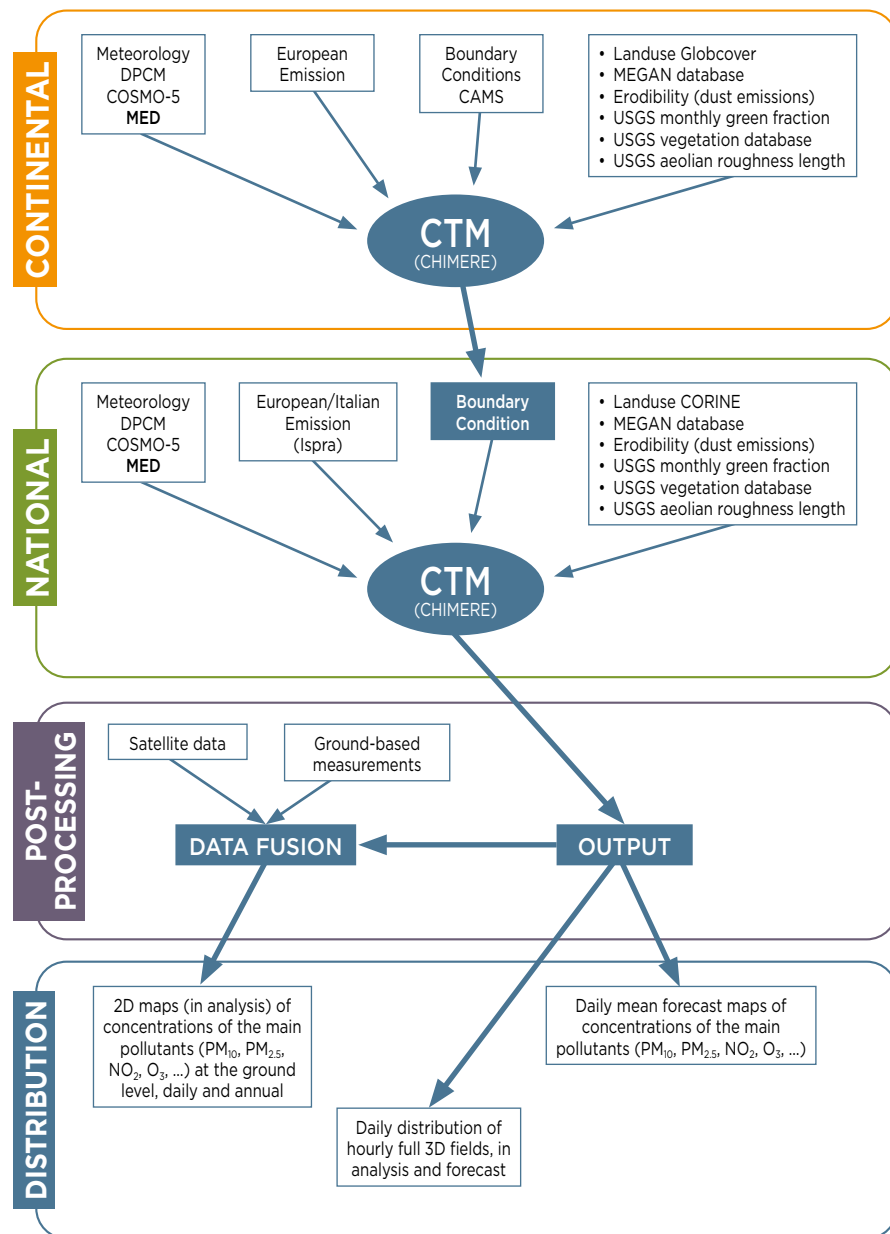 CONTINENTAL
Meteorology
DPCM
COSMO-5
MED
European
Emission
Boundary
Conditions
CAMS
• Landuse Globcover
• MEGAN database
• Erodibility (dust emissions)
• USGS monthly green fraction
• USGS vegetation database
• USGS aeolian roughness length
CTM
(CHIMERE)
NATIONAL
Meteorology
DPCM
COSMO-5
MED
European/Italian
Emission
(Ispra)
Boundary
Condition
• Landuse CORINE
• MEGAN database
• Erodibility (dust emissions)
• USGS monthly green fraction
• USGS vegetation database
• USGS aeolian roughness length
CTM
(CHIMERE)
POST-
PROCESSING
Satellite data
Ground-based
measurements
DATA FUSION
OUTPUT
DISTRIBUTION
2D maps (in analysis) of
concentrations of the main
pollutants (PM₁₀, PM₂.₅,
NO₂, O₃, ...) at the ground
level, daily and annual
Daily mean forecast maps of
concentrations of the main
pollutants (PM₁₀, PM₂.₅, NO₂, O₃, ...)
Daily distribution of
hourly full 3D fields, in
analysis and forecast